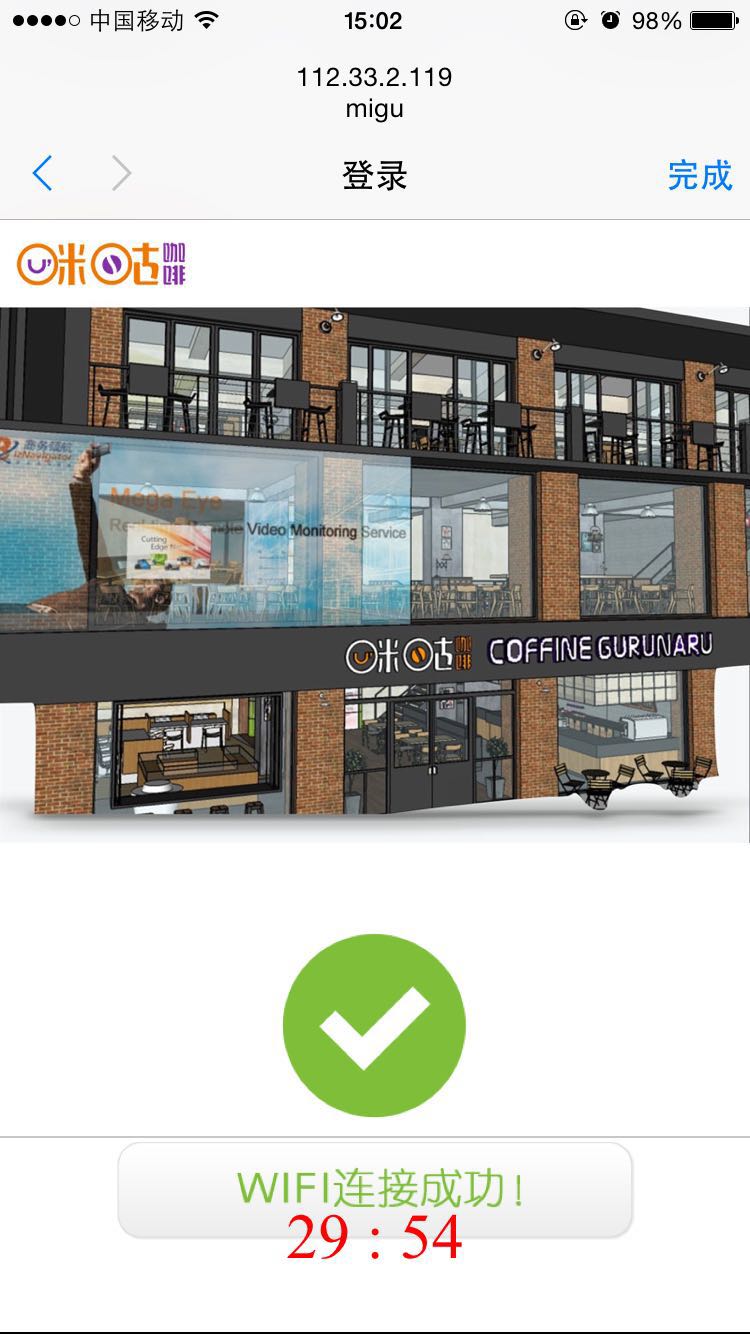 中国移动 15:02 98%
112.33.2.119
migu
登录 完成
咪咕咖啡
商务领航
Mega Eye
Video Monitoring Service
Cutting
Edge
咪咕咖啡 COFFINE GURUNARU
WIFI连接成功!
29 : 54